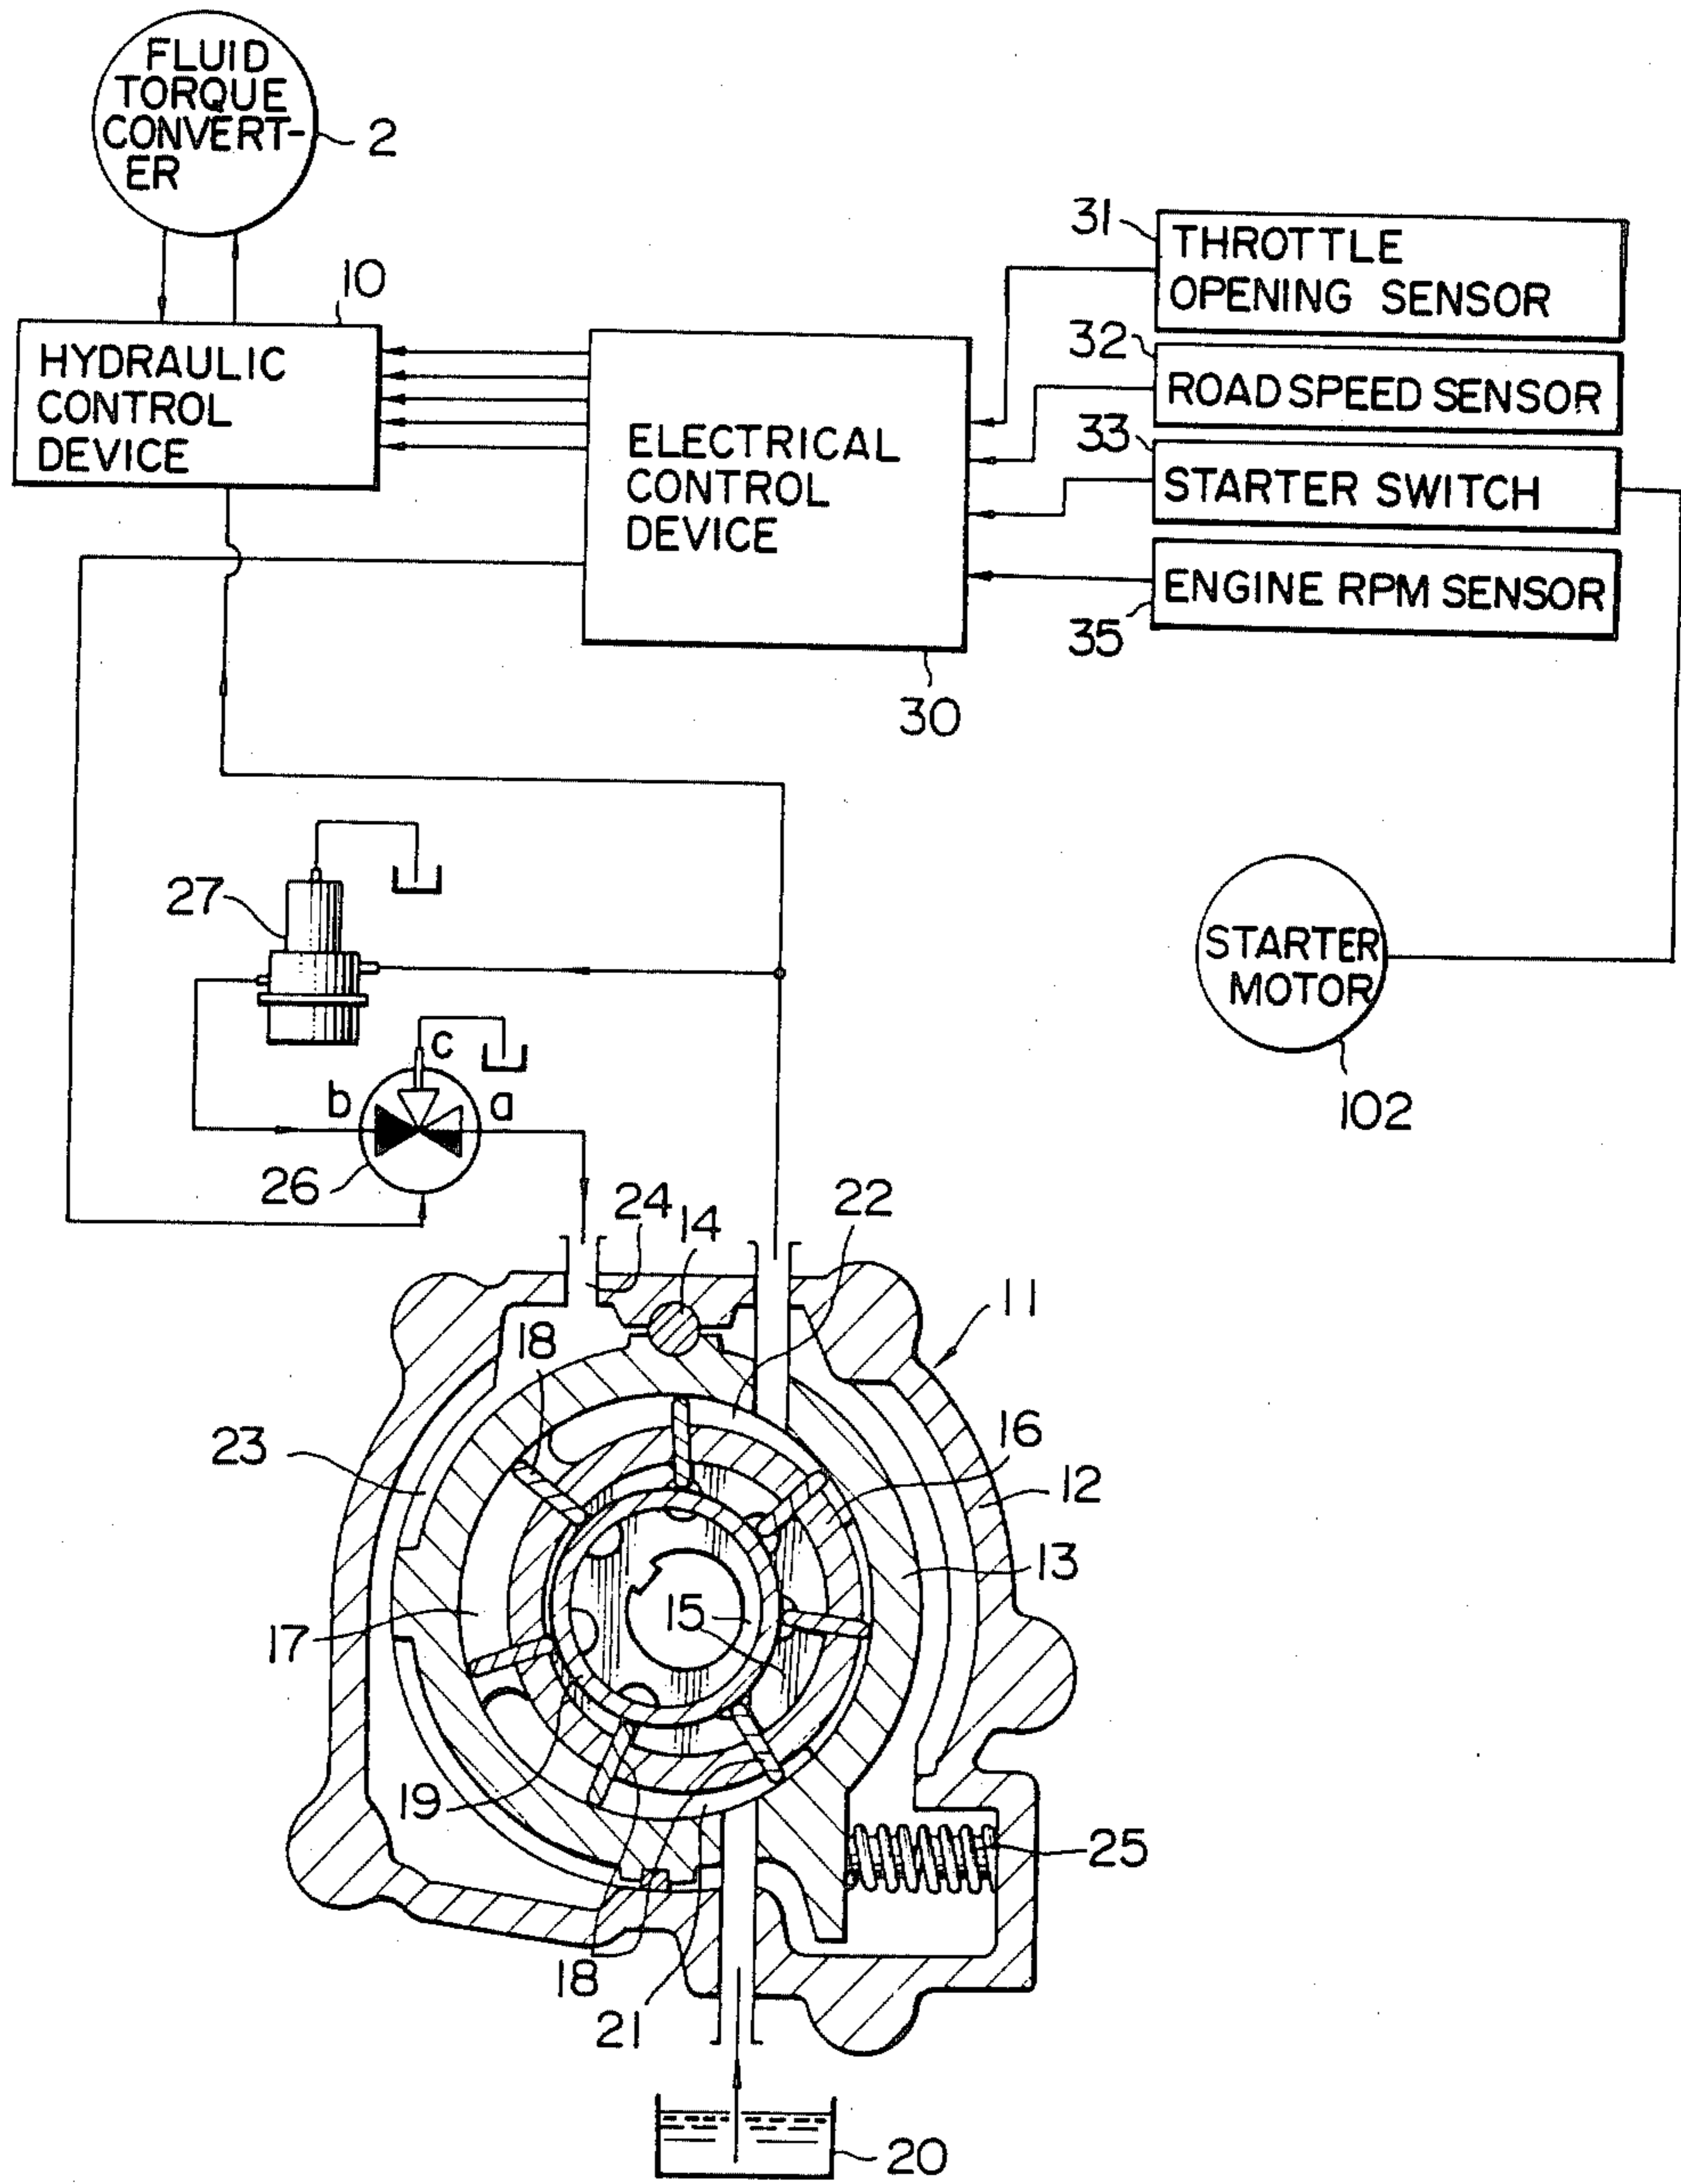 FLUID
TORQUE
CONVERT-
ER
2
10
HYDRAULIC
CONTROL
DEVICE
ELECTRICAL
CONTROL
DEVICE
30
31
THROTTLE
OPENING SENSOR
32
ROAD SPEED SENSOR
33
STARTER SWITCH
ENGINE RPM SENSOR
35
27
c
b
a
26
STARTER
MOTOR
102
24
14
22
11
18
16
23
12
13
15
17
19
25
18
21
20